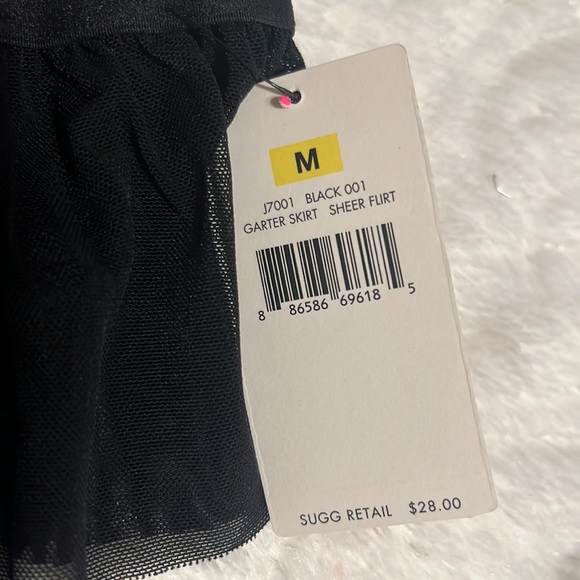 M
J7001 BLACK 001
GARTER SKIRT SHEER FLIRT
8 86586 69618 5
SUGG RETAIL $28.00